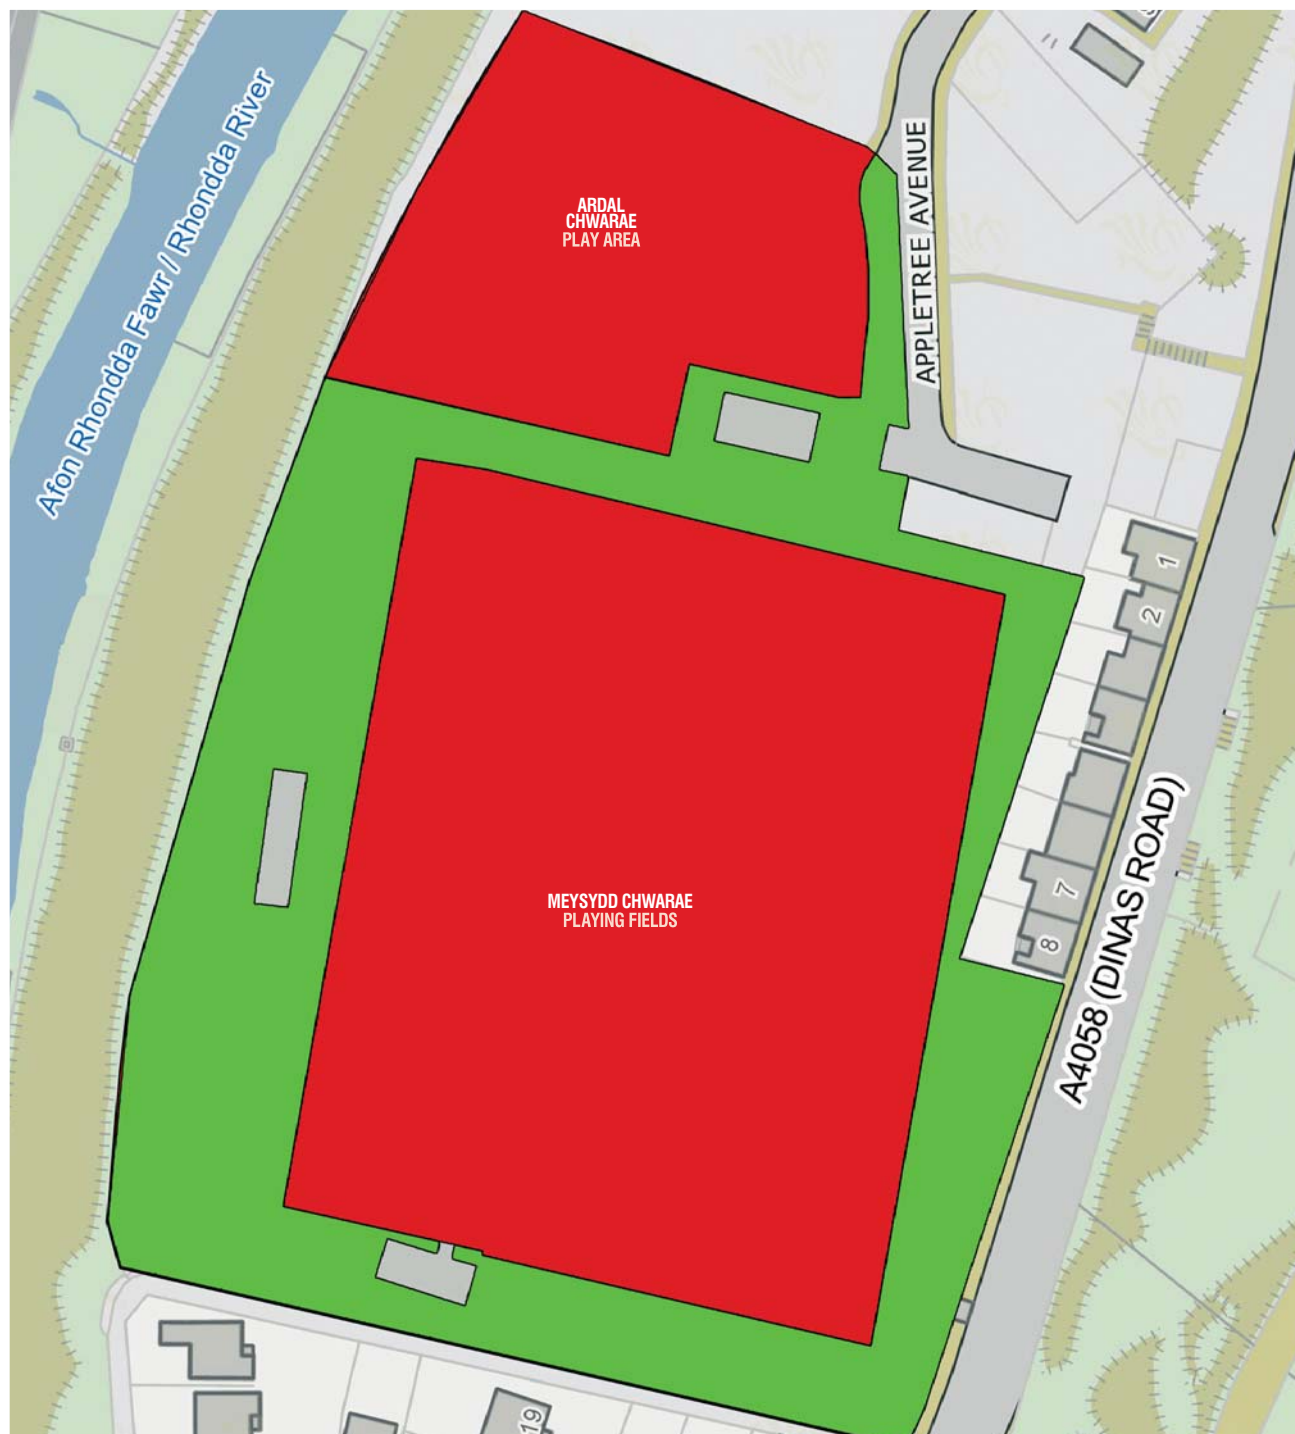 ARDAL
CHWARAE
PLAY AREA
APPLETREE AVENUE
Afon Rhondda Fawr / Rhondda River
1
2
MEYSYDD CHWARAE
PLAYING FIELDS
7
8
A4058 (DINAS ROAD)
19